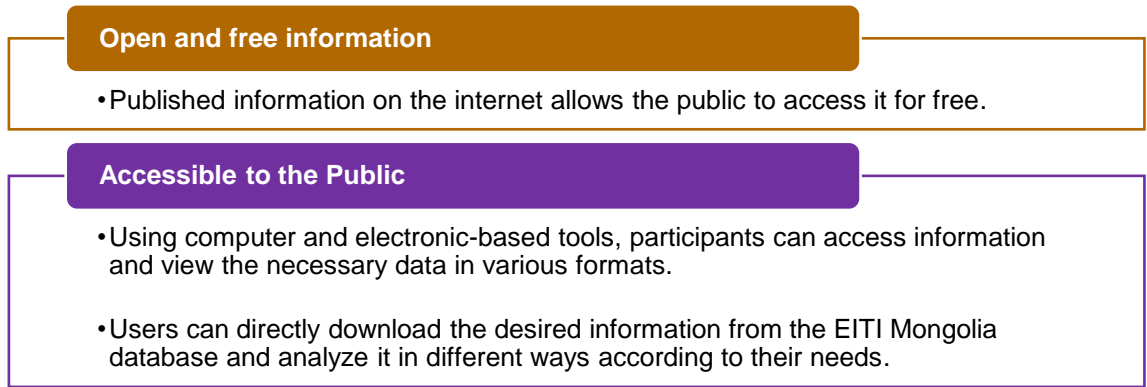 Open and free information
•Published information on the internet allows the public to access it for free.
Accessible to the Public
•Using computer and electronic-based tools, participants can access information
and view the necessary data in various formats.
•Users can directly download the desired information from the EITI Mongolia
database and analyze it in different ways according to their needs.